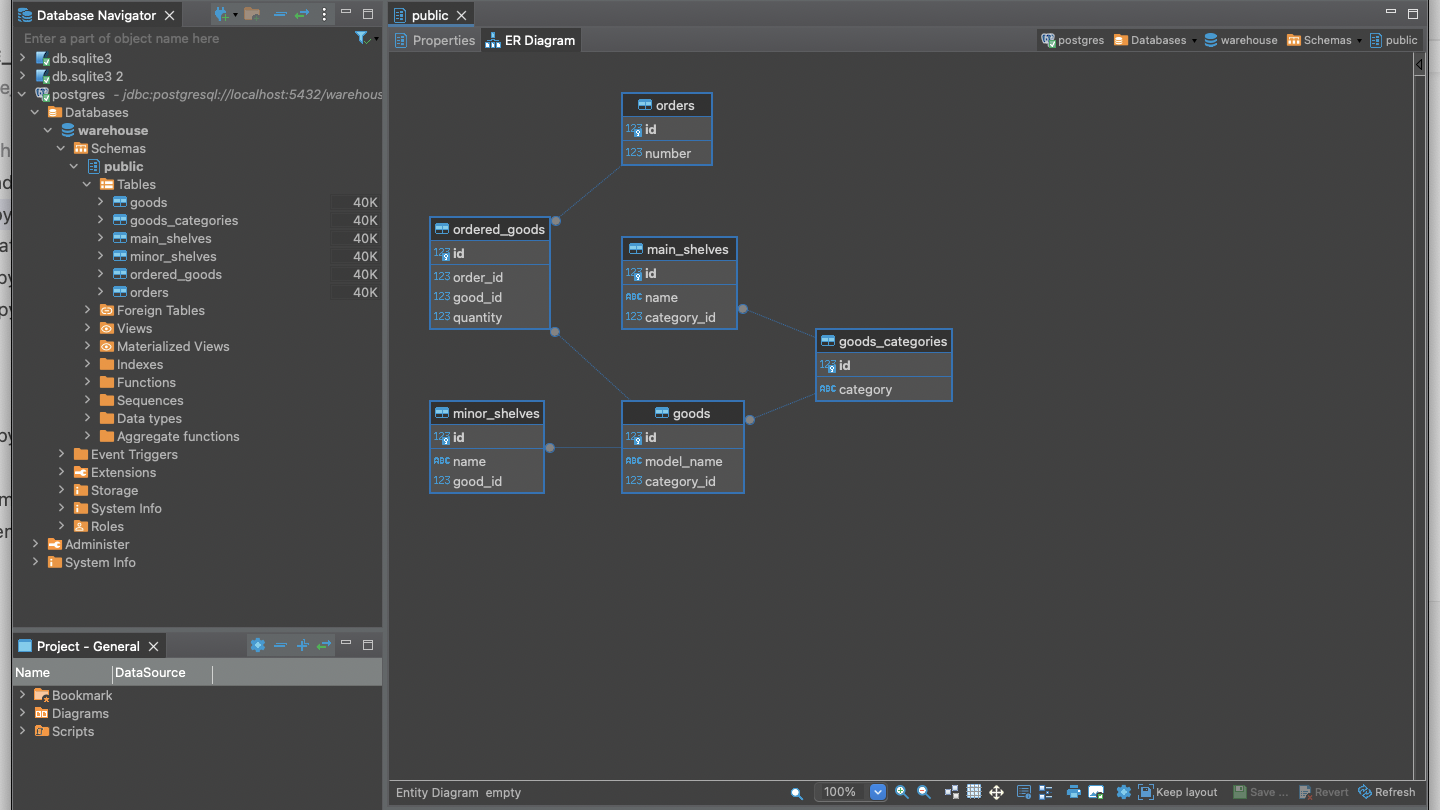 Database Navigator
Enter a part of object name here
db.sqlite3
db.sqlite3 2
postgres - jdbc:postgresql://localhost:5432/warehous
Databases
warehouse
Schemas
public
Tables
goods 40K
goods_categories 40K
main_shelves 40K
minor_shelves 40K
ordered_goods 40K
orders 40K
Foreign Tables
Views
Materialized Views
Indexes
Functions
Sequences
Data types
Aggregate functions
Event Triggers
Extensions
Storage
System Info
Roles
Administer
System Info
Project - General
Name DataSource
Bookmark
Diagrams
Scripts
public
Properties ER Diagram
postgres Databases warehouse Schemas public
orders
123 id
123 number
ordered_goods
123 id
123 order_id
123 good_id
123 quantity
main_shelves
123 id
ABC name
123 category_id
goods_categories
123 id
ABC category
minor_shelves
123 id
ABC name
123 good_id
goods
123 id
ABC model_name
123 category_id
Entity Diagram empty
100%
Keep layout
Save ...
Revert
Refresh